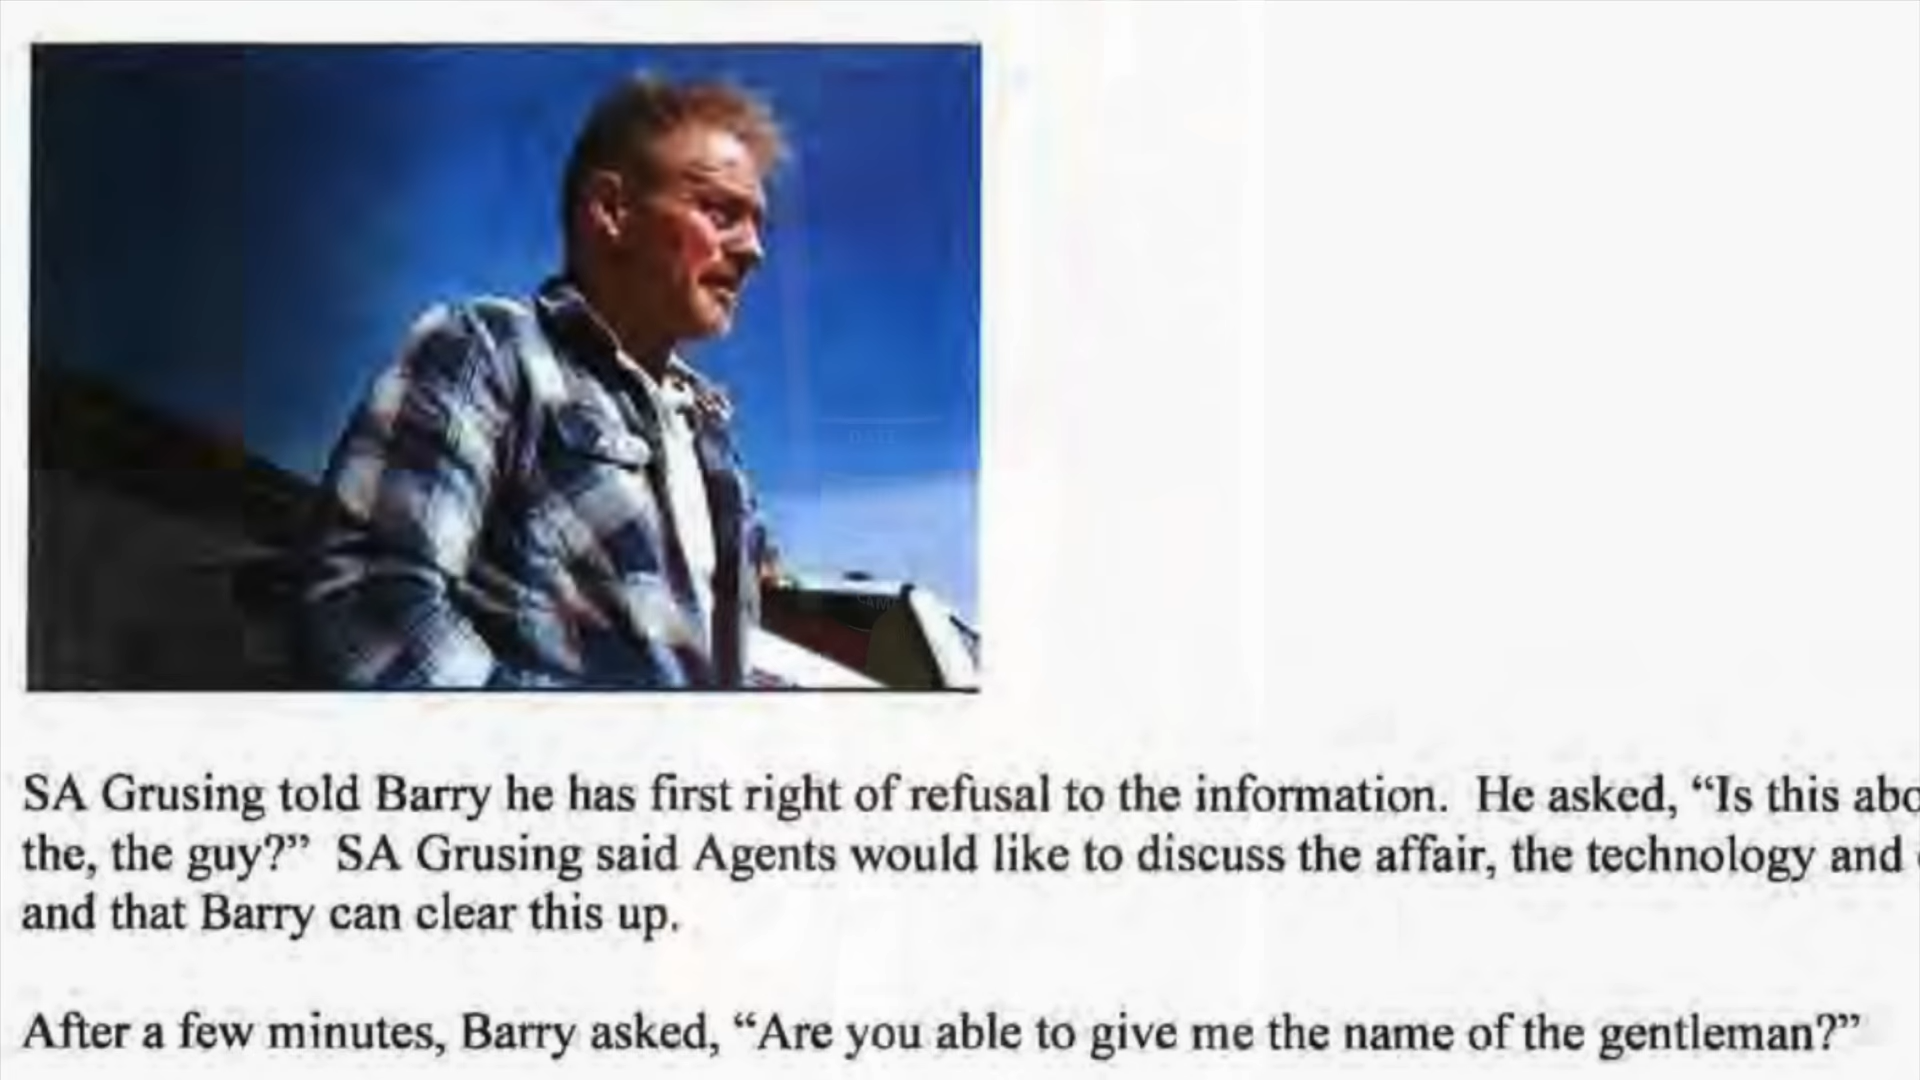 SA Grusing told Barry he has first right of refusal to the information. He asked, “Is this abo
the, the guy?” SA Grusing said Agents would like to discuss the affair, the technology and
and that Barry can clear this up.
After a few minutes, Barry asked, “Are you able to give me the name of the gentleman?”